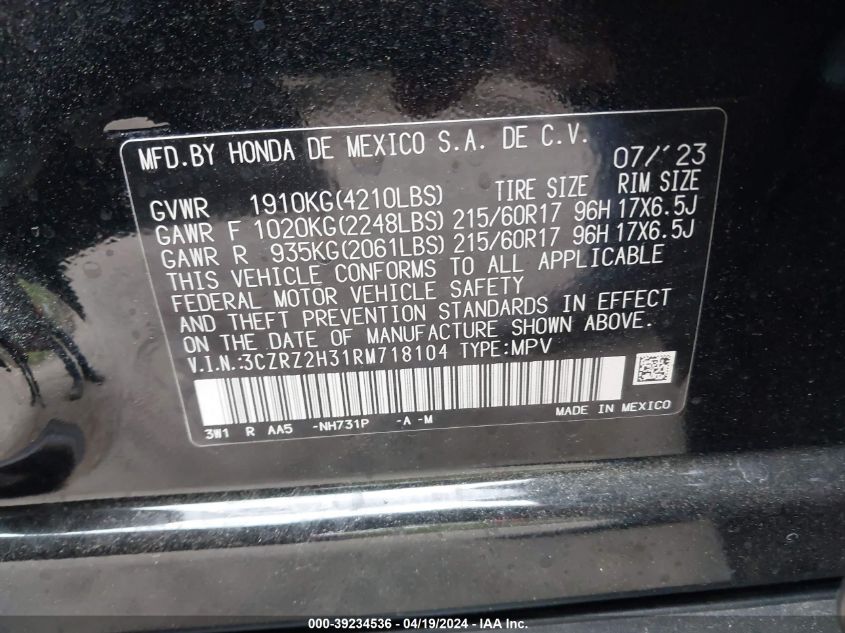 MFD.BY HONDA DE MEXICO S.A. DE C.V. 07/'23
GVWR 1910KG(4210LBS) TIRE SIZE RIM SIZE
GAWR F 1020KG(2248LBS) 215/60R17 96H 17X6.5J
GAWR R 935KG(2061LBS) 215/60R17 96H 17X6.5J
THIS VEHICLE CONFORMS TO ALL APPLICABLE
FEDERAL MOTOR VEHICLE SAFETY
AND THEFT PREVENTION STANDARDS IN EFFECT
ON THE DATE OF MANUFACTURE SHOWN ABOVE.
V.I.N.:3CZRZ2H31RM718104 TYPE:MPV
3W1 R AA5 -NH731P -A -M MADE IN MEXICO
000-39234536 - 04/19/2024 - IAA Inc.